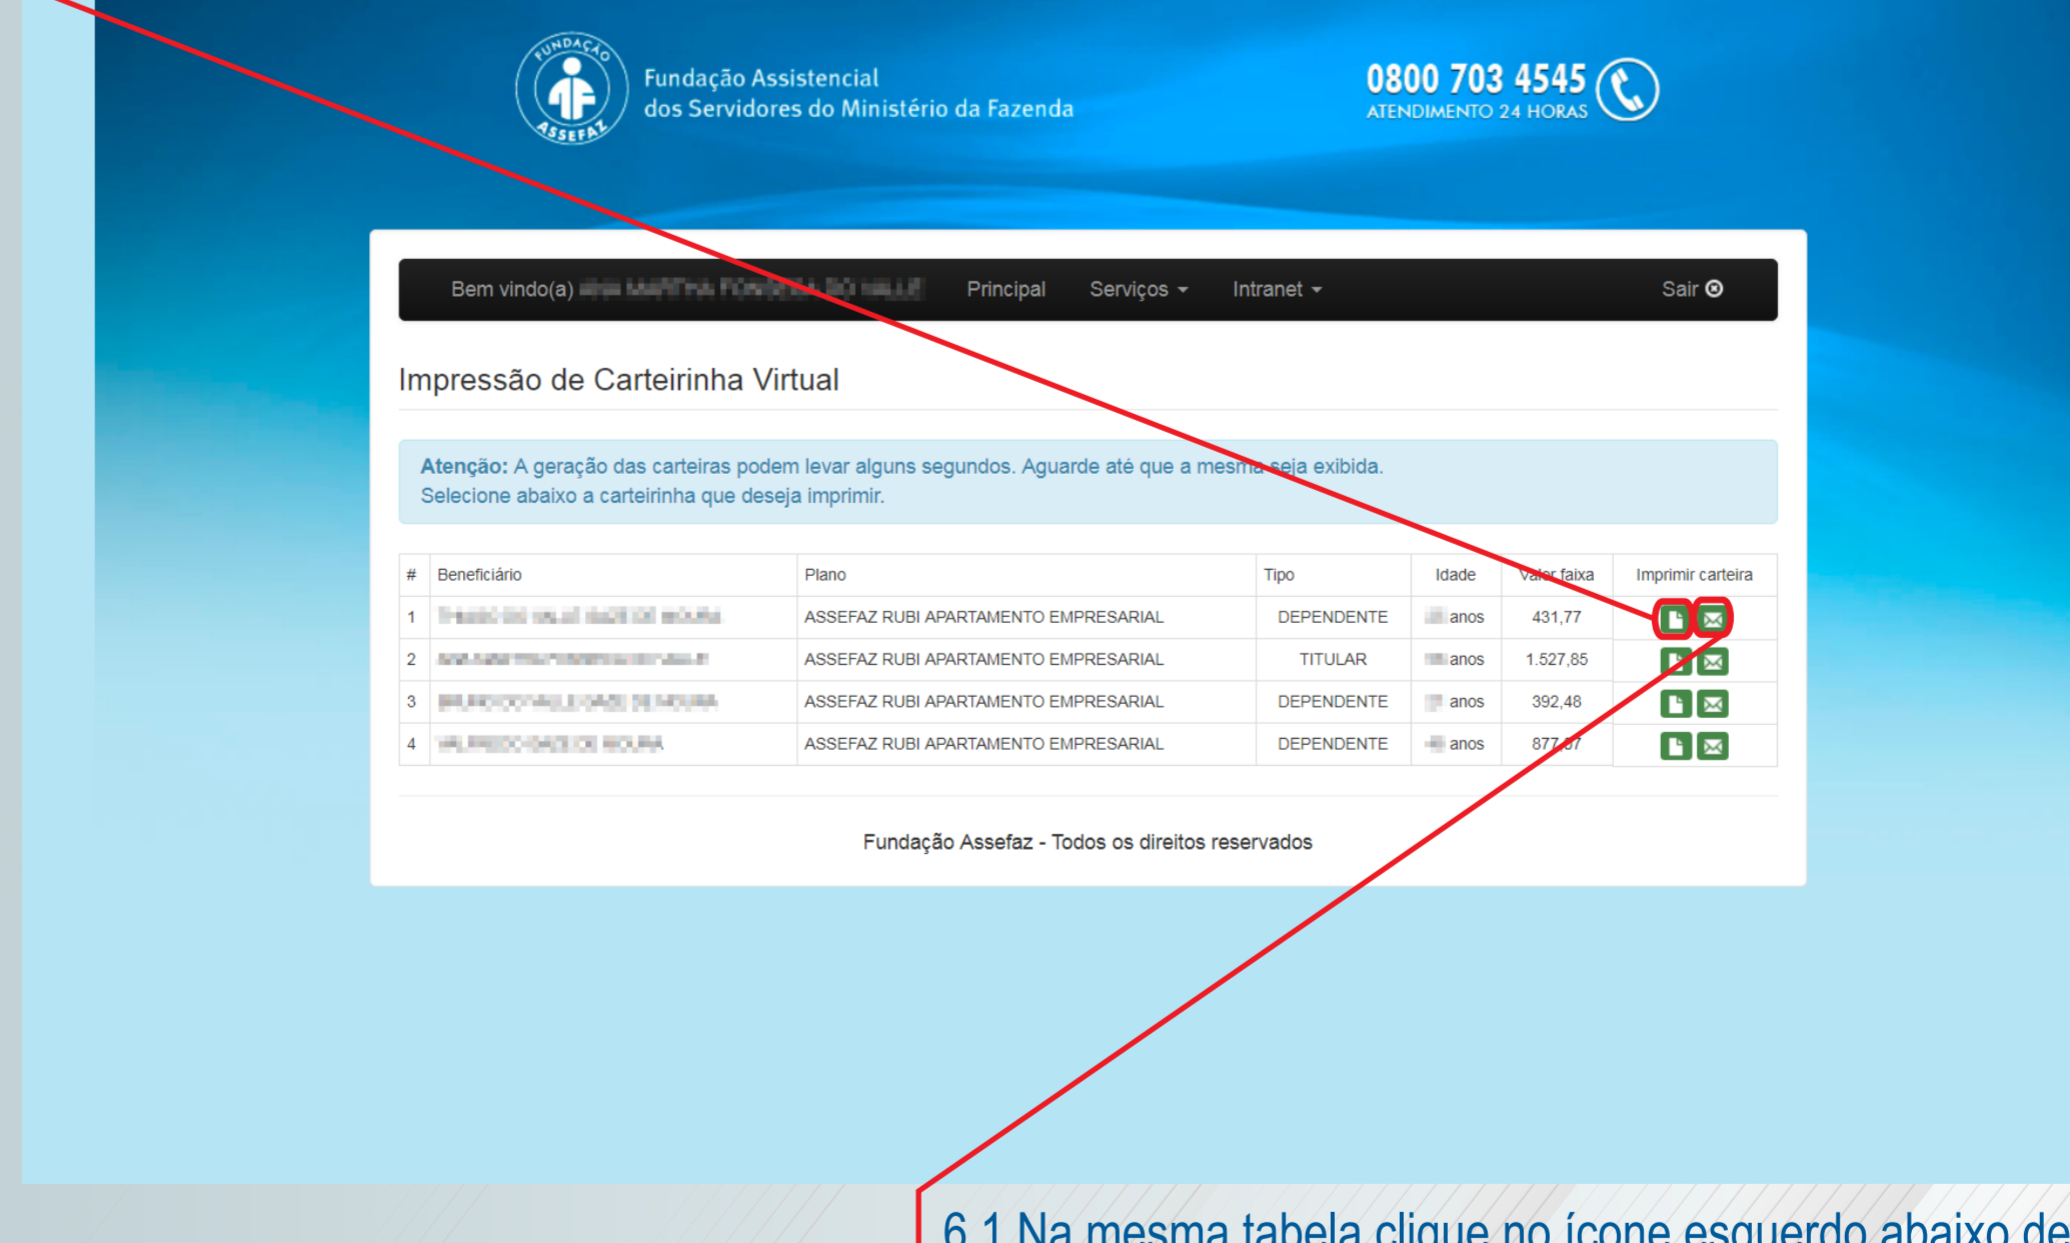 FUNDAÇÃO
ASSEFAZ
Fundação Assistencial
dos Servidores do Ministério da Fazenda
0800 703 4545
ATENDIMENTO 24 HORAS
Bem vindo(a) Principal Serviços Intranet Sair
Impressão de Carteirinha Virtual
Atenção: A geração das carteiras podem levar alguns segundos. Aguarde até que a mesma seja exibida.
Selecione abaixo a carteirinha que deseja imprimir.
# Beneficiário Plano Tipo Idade Valor faixa Imprimir carteira
1 ASSEFAZ RUBI APARTAMENTO EMPRESARIAL DEPENDENTE anos 431,77
2 ASSEFAZ RUBI APARTAMENTO EMPRESARIAL TITULAR anos 1.527,85
3 ASSEFAZ RUBI APARTAMENTO EMPRESARIAL DEPENDENTE anos 392,48
4 ASSEFAZ RUBI APARTAMENTO EMPRESARIAL DEPENDENTE anos
Fundação Assefaz - Todos os direitos reservados
6.1 Na mesma tabela clique no ícone esquerdo abaixo de